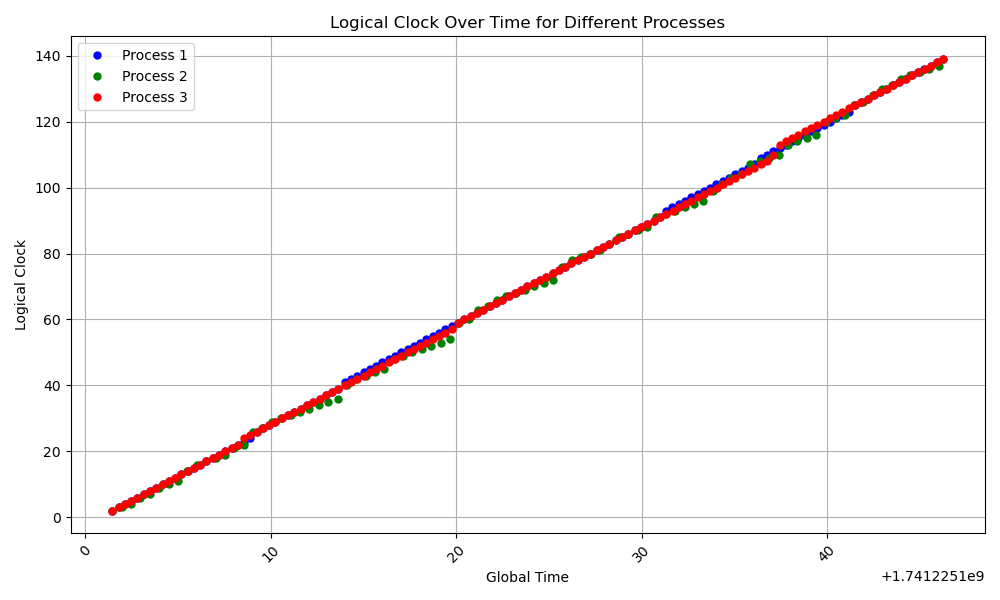 Logical Clock Over Time for Different Processes
Process 1
Process 2
Process 3
Logical Clock
140
120
100
80
60
40
20
0
0
10
20
30
40
Global Time
+1.7412251e9